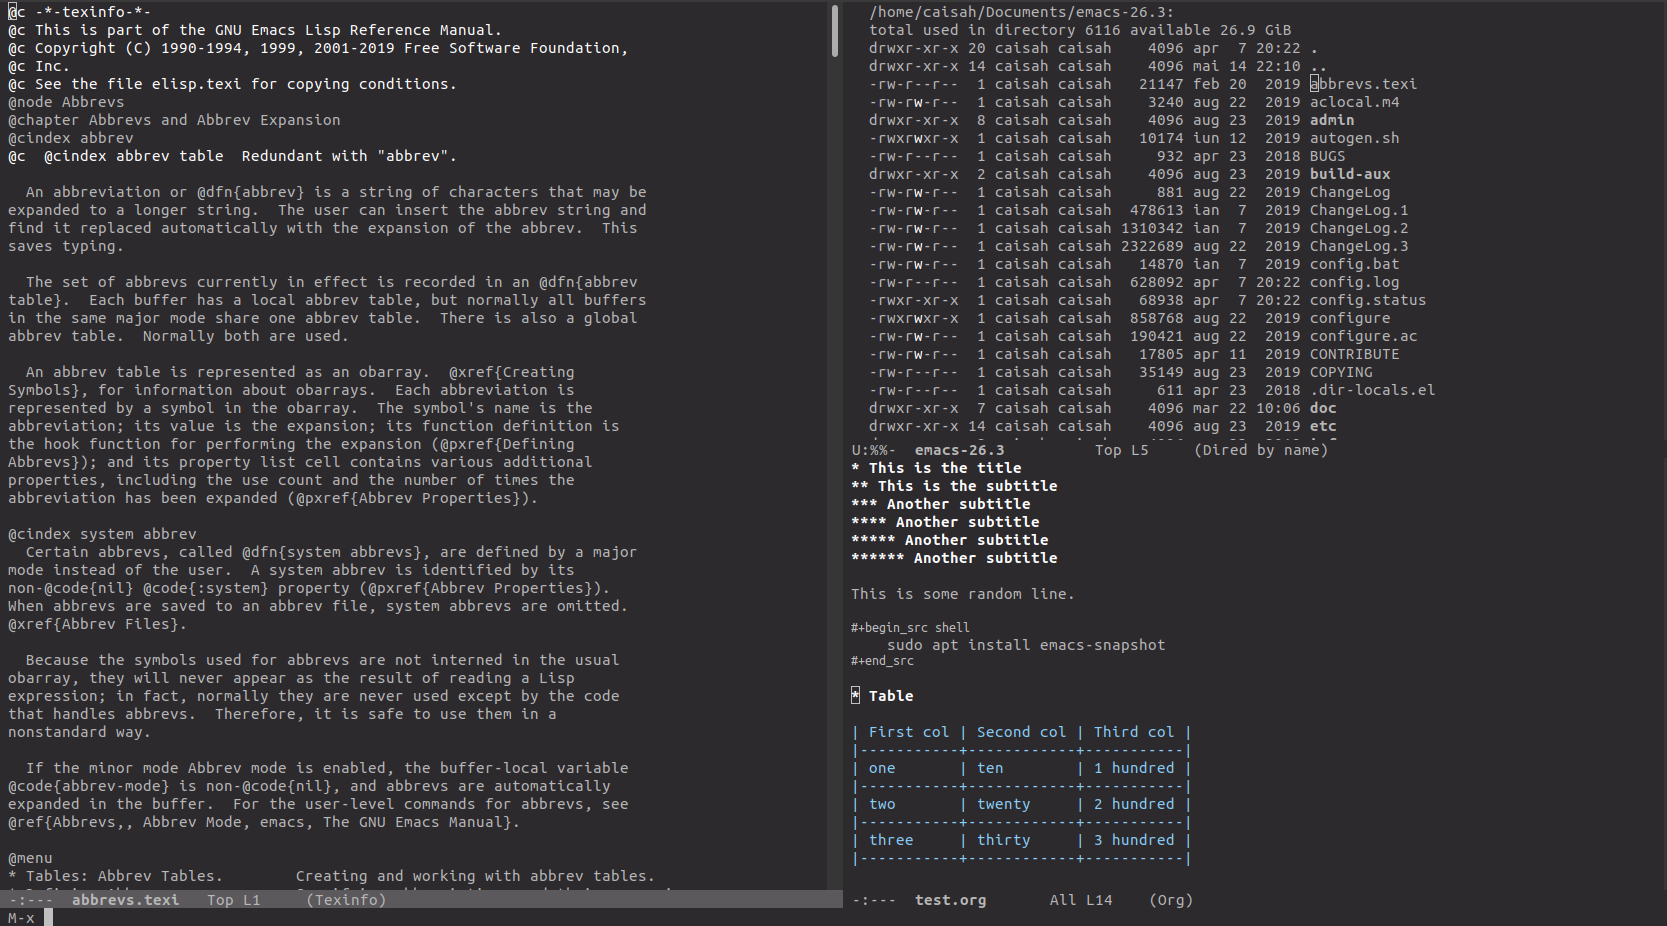 @c -*-texinfo-*-
@c This is part of the GNU Emacs Lisp Reference Manual.
@c Copyright (C) 1990-1994, 1999, 2001-2019 Free Software Foundation,
@c Inc.
@c See the file elisp.texi for copying conditions.
@node Abbrevs
@chapter Abbrevs and Abbrev Expansion
@cindex abbrev
@c  @cindex abbrev table  Redundant with "abbrev".
  An abbreviation or @dfn{abbrev} is a string of characters that may be
expanded to a longer string.  The user can insert the abbrev string and
find it replaced automatically with the expansion of the abbrev.  This
saves typing.
  The set of abbrevs currently in effect is recorded in an @dfn{abbrev
table}.  Each buffer has a local abbrev table, but normally all buffers
in the same major mode share one abbrev table.  There is also a global
abbrev table.  Normally both are used.
  An abbrev table is represented as an obarray.  @xref{Creating
Symbols}, for information about obarrays.  Each abbreviation is
represented by a symbol in the obarray.  The symbol's name is the
abbreviation; its value is the expansion; its function definition is
the hook function for performing the expansion (@pxref{Defining
Abbrevs}); and its property list cell contains various additional
properties, including the use count and the number of times the
abbreviation has been expanded (@pxref{Abbrev Properties}).
@cindex system abbrev
  Certain abbrevs, called @dfn{system abbrevs}, are defined by a major
mode instead of the user.  A system abbrev is identified by its
non-@code{nil} @code{:system} property (@pxref{Abbrev Properties}).
When abbrevs are saved to an abbrev file, system abbrevs are omitted.
@xref{Abbrev Files}.
  Because the symbols used for abbrevs are not interned in the usual
obarray, they will never appear as the result of reading a Lisp
expression; in fact, normally they are never used except by the code
that handles abbrevs.  Therefore, it is safe to use them in a
nonstandard way.
  If the minor mode Abbrev mode is enabled, the buffer-local variable
@code{abbrev-mode} is non-@code{nil}, and abbrevs are automatically
expanded in the buffer.  For the user-level commands for abbrevs, see
@ref{Abbrevs,, Abbrev Mode, emacs, The GNU Emacs Manual}.
@menu
* Tables: Abbrev Tables.        Creating and working with abbrev tables.
-:---  abbrevs.texi   Top L1     (Texinfo)
M-x
/home/caisah/Documents/emacs-26.3:
total used in directory 6116 available 26.9 GiB
drwxr-xr-x 20 caisah caisah    4096 apr  7 20:22 .
drwxr-xr-x 14 caisah caisah    4096 mai 14 22:10 ..
-rw-r--r--  1 caisah caisah   21147 feb 20  2019 abbrevs.texi
-rw-rw-r--  1 caisah caisah    3240 aug 22  2019 aclocal.m4
drwxr-xr-x  8 caisah caisah    4096 aug 23  2019 admin
-rwxrwxr-x  1 caisah caisah   10174 iun 12  2019 autogen.sh
-rw-r--r--  1 caisah caisah     932 apr 23  2018 BUGS
drwxr-xr-x  2 caisah caisah    4096 aug 23  2019 build-aux
-rw-rw-r--  1 caisah caisah     881 aug 22  2019 ChangeLog
-rw-rw-r--  1 caisah caisah  478613 ian  7  2019 ChangeLog.1
-rw-rw-r--  1 caisah caisah 1310342 ian  7  2019 ChangeLog.2
-rw-rw-r--  1 caisah caisah 2322689 aug 22  2019 ChangeLog.3
-rw-rw-r--  1 caisah caisah   14870 ian  7  2019 config.bat
-rw-rw-r--  1 caisah caisah  628092 apr  7 20:22 config.log
-rwxr-xr-x  1 caisah caisah   68938 apr  7 20:22 config.status
-rwxrwxr-x  1 caisah caisah  858768 aug 22  2019 configure
-rw-rw-r--  1 caisah caisah  190421 aug 22  2019 configure.ac
-rw-rw-r--  1 caisah caisah   17805 apr 11  2019 CONTRIBUTE
-rw-rw-r--  1 caisah caisah   35149 aug 23  2019 COPYING
-rw-r--r--  1 caisah caisah     611 apr 23  2018 .dir-locals.el
drwxr-xr-x  7 caisah caisah    4096 mar 22 10:06 doc
drwxr-xr-x 14 caisah caisah    4096 aug 23  2019 etc
U:%%-  emacs-26.3          Top L5     (Dired by name)
* This is the title
** This is the subtitle
*** Another subtitle
**** Another subtitle
***** Another subtitle
****** Another subtitle
This is some random line.
#+begin_src shell
    sudo apt install emacs-snapshot
#+end_src
* Table
| First col | Second col | Third col |
|-----------+------------+-----------|
| one       | ten        | 1 hundred |
|-----------+------------+-----------|
| two       | twenty     | 2 hundred |
|-----------+------------+-----------|
| three     | thirty     | 3 hundred |
|-----------+------------+-----------|
-:---  test.org       All L14    (Org)